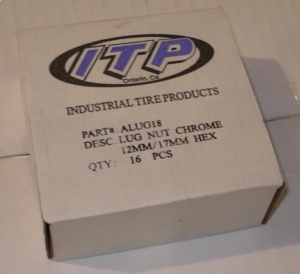 ITP
Ontario, Ca
INDUSTRIAL TIRE PRODUCTS
PART# ALUG18
DESC. LUG NUT CHROME
12MM/17MM HEX
QTY: 16 PCS